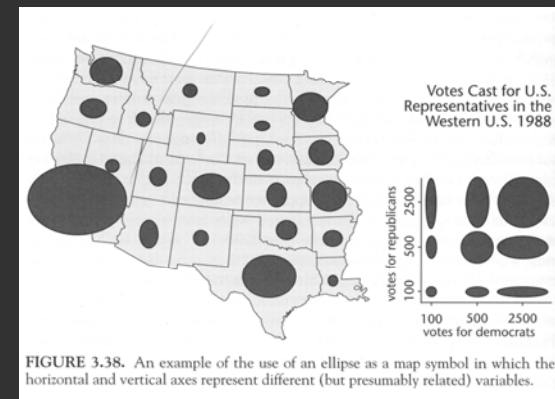 Votes Cast for U.S.
Representatives in the
Western U.S. 1988
votes for republicans
2500
500
100
100 500 2500
votes for democrats
FIGURE 3.38. An example of the use of an ellipse as a map symbol in which the
horizontal and vertical axes represent different (but presumably related) variables.